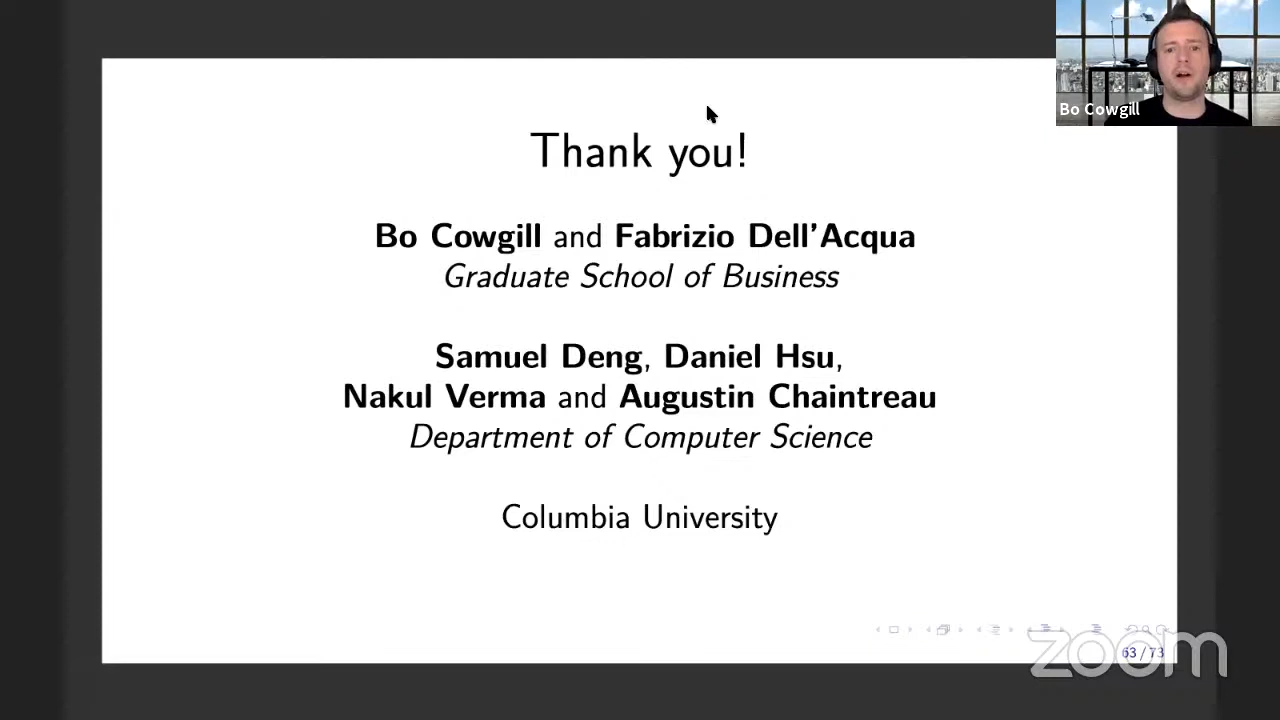 Thank you!
Bo Cowgill and Fabrizio Dell'Acqua
Graduate School of Business
Samuel Deng, Daniel Hsu,
Nakul Verma and Augustin Chaintreau
Department of Computer Science
Columbia University
63 / 73
Bo Cowgill
zoom